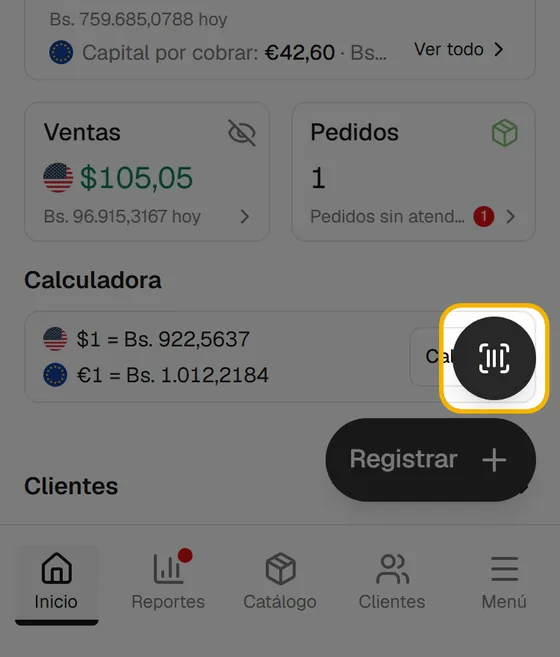 Bs. 759.685,0788 hoy
Capital por cobrar: €42,60 · Bs...
Ver todo
Ventas
$105,05
Bs. 96.915,3167 hoy
Pedidos
1
Pedidos sin atend...
1
Calculadora
$1 = Bs. 922,5637
€1 = Bs. 1.012,2184
Cal
Registrar
Clientes
Inicio
Reportes
Catálogo
Clientes
Menú